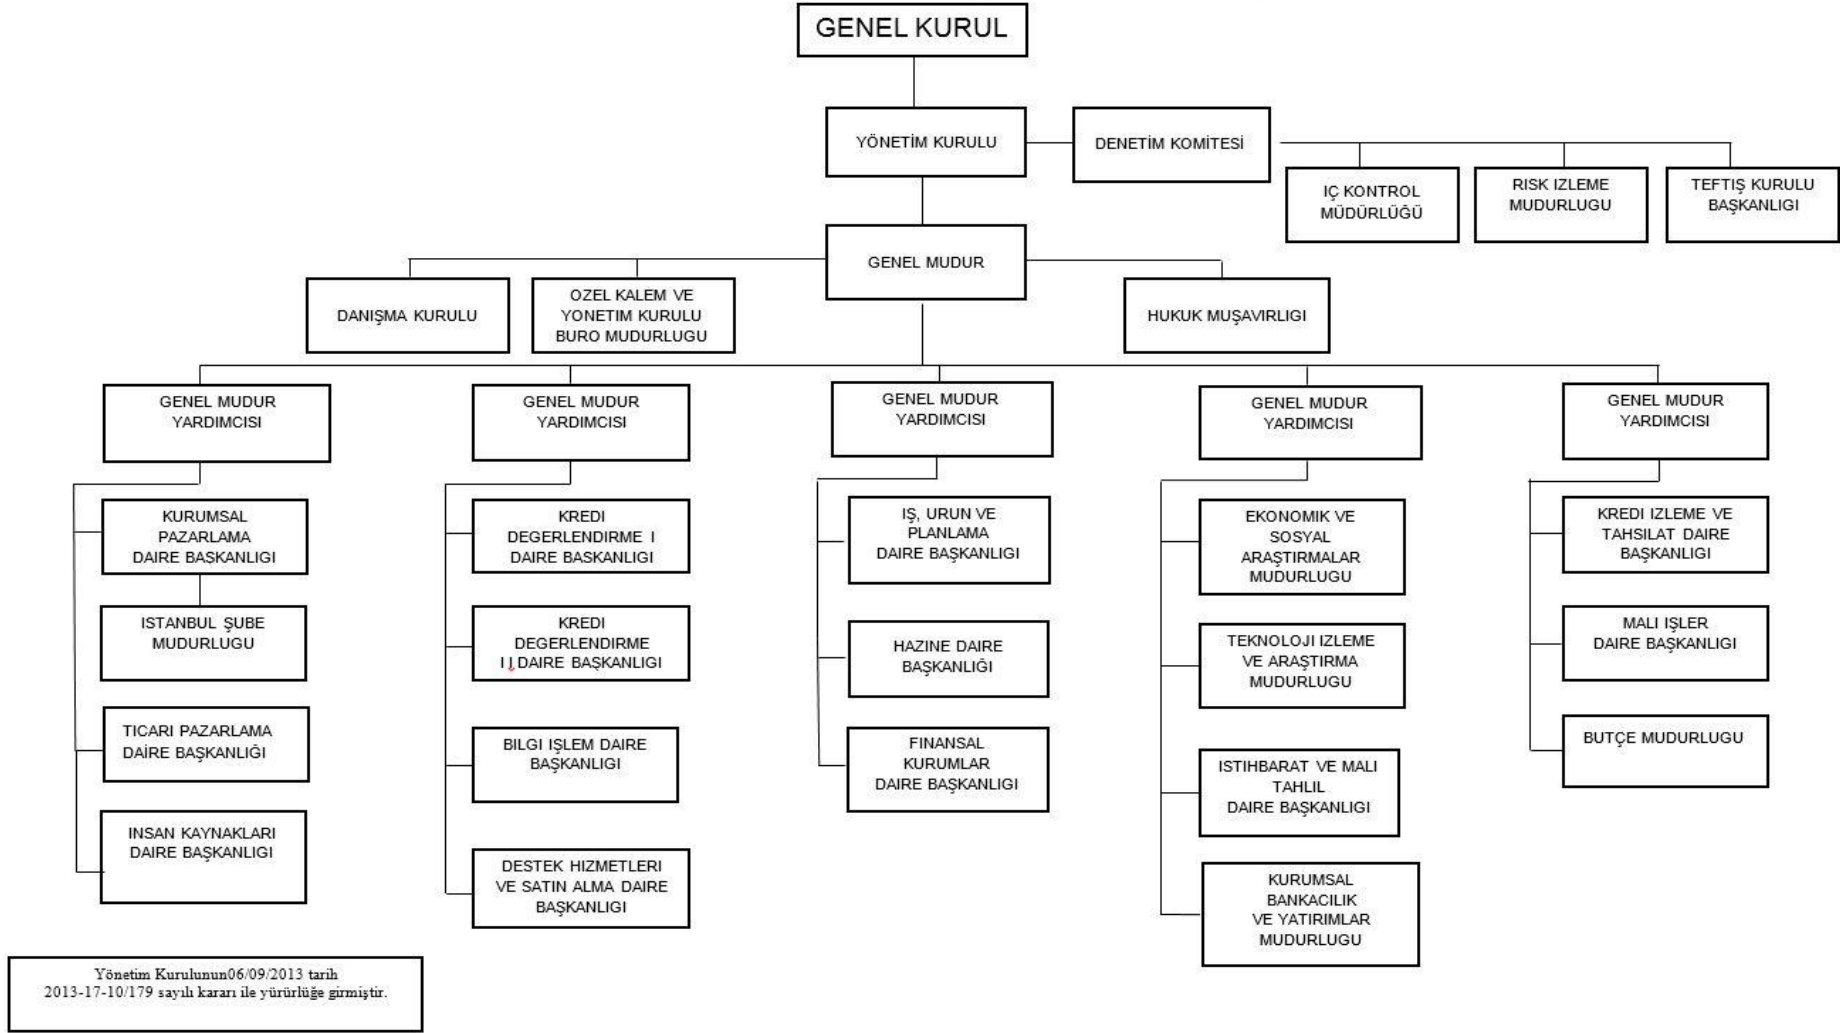 GENEL KURUL
YÖNETİM KURULU
DENETİM KOMİTESİ
IÇ KONTROL
MÜDÜRLÜĞÜ
RISK IZLEME
MUDURLUGU
TEFTIŞ KURULU
BAŞKANLIGI
GENEL MUDUR
DANIŞMA KURULU
OZEL KALEM VE
YONETIM KURULU
BURO MUDURLUGU
HUKUK MUŞAVIRLIGI
GENEL MUDUR
YARDIMCISI
GENEL MUDUR
YARDIMCISI
GENEL MUDUR
YARDIMCISI
GENEL MUDUR
YARDIMCISI
GENEL MUDUR
YARDIMCISI
KURUMSAL
PAZARLAMA
DAIRE BAŞKANLIGI
ISTANBUL ŞUBE
MUDURLUGU
TICARI PAZARLAMA
DAİRE BAŞKANLIĞI
INSAN KAYNAKLARI
DAIRE BAŞKANLIGI
KREDI
DEGERLENDIRME I
DAIRE BASKANLIGI
KREDI
DEGERLENDIRME
I I DAIRE BAŞKANLIGI
BILGI IŞLEM DAIRE
BAŞKANLIGI
DESTEK HIZMETLERI
VE SATIN ALMA DAIRE
BAŞKANLIGI
IŞ, URUN VE
PLANLAMA
DAIRE BAŞKANLIGI
HAZINE DAIRE
BAŞKANLIĞI
FINANSAL
KURUMLAR
DAIRE BAŞKANLIGI
EKONOMIK VE
SOSYAL
ARAŞTIRMALAR
MUDURLUGU
TEKNOLOJI IZLEME
VE ARAŞTIRMA
MUDURLUGU
ISTIHBARAT VE MALI
TAHLIL
DAIRE BAŞKANLIGI
KURUMSAL
BANKACILIK
VE YATIRIMLAR
MUDURLUGU
KREDI IZLEME VE
TAHSILAT DAIRE
BAŞKANLIGI
MALI IŞLER
DAIRE BAŞKANLIGI
BUTÇE MUDURLUGU
Yönetim Kurulunun06/09/2013 tarih
2013-17-10/179 sayılı kararı ile yürürlüğe girmiştir.